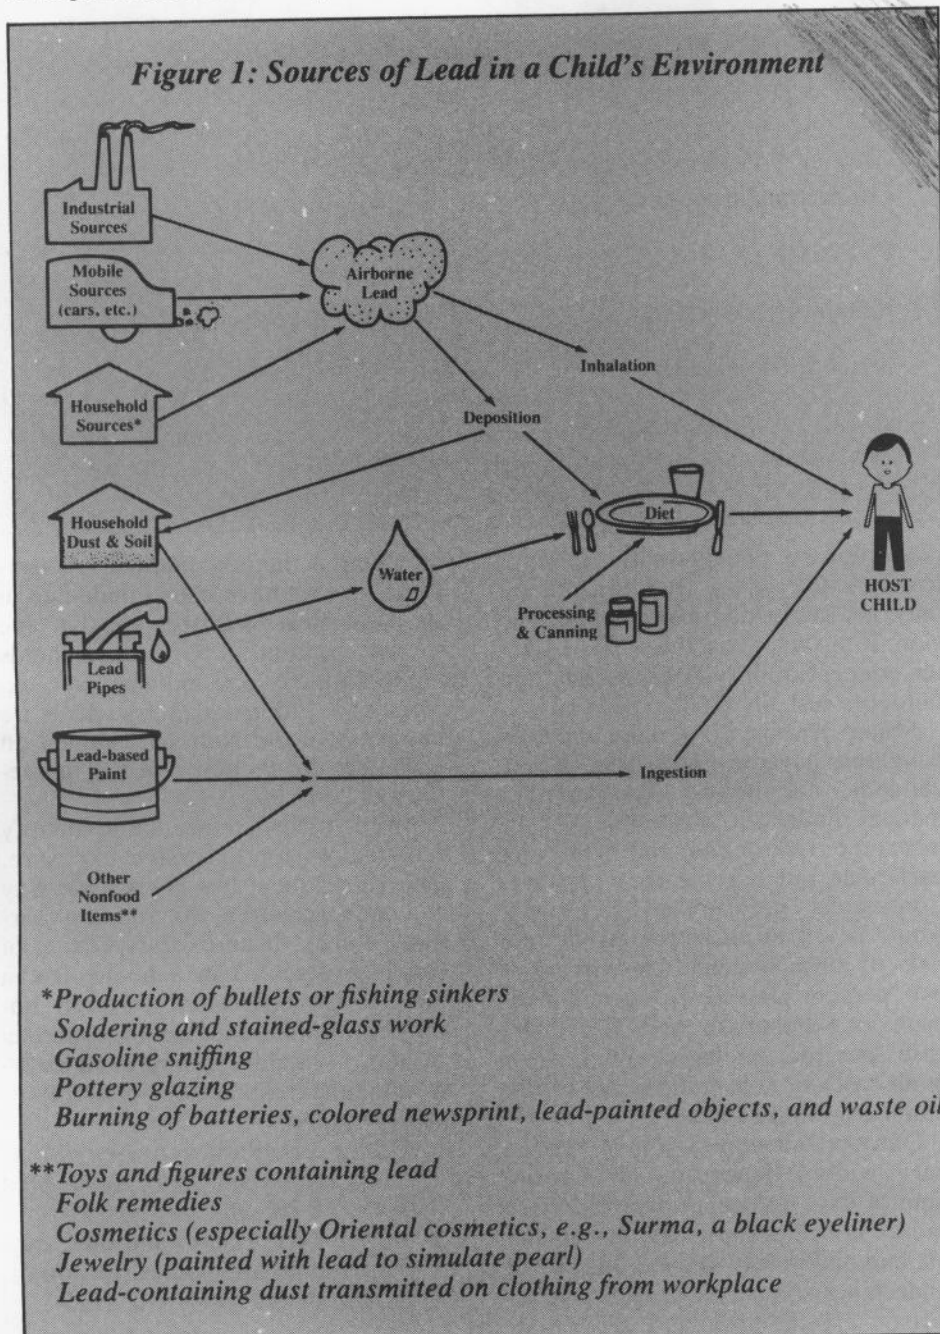 Figure 1: Sources of Lead in a Child's Environment
Industrial
Sources
Mobile
Sources
(cars, etc.)
Airborne
Lead
Household
Sources*
Inhalation
Deposition
Household
Dust & Soil
Diet
Water
HOST
CHILD
Processing
& Canning
Lead
Pipes
Lead-based
Paint
Ingestion
Other
Nonfood
Items**
*Production of bullets or fishing sinkers
Soldering and stained-glass work
Gasoline sniffing
Pottery glazing
Burning of batteries, colored newsprint, lead-painted objects, and waste oil
**Toys and figures containing lead
Folk remedies
Cosmetics (especially Oriental cosmetics, e.g., Surma, a black eyeliner)
Jewelry (painted with lead to simulate pearl)
Lead-containing dust transmitted on clothing from workplace